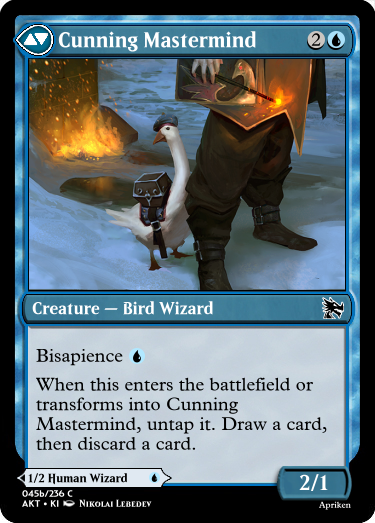 Cunning Mastermind 2
Creature — Bird Wizard
Bisapience
When this enters the battlefield or
transforms into Cunning
Mastermind, untap it. Draw a card,
then discard a card.
1/2 Human Wizard
2/1
045b/236 C
AKT • KI Nikolai Lebedev
Apriken